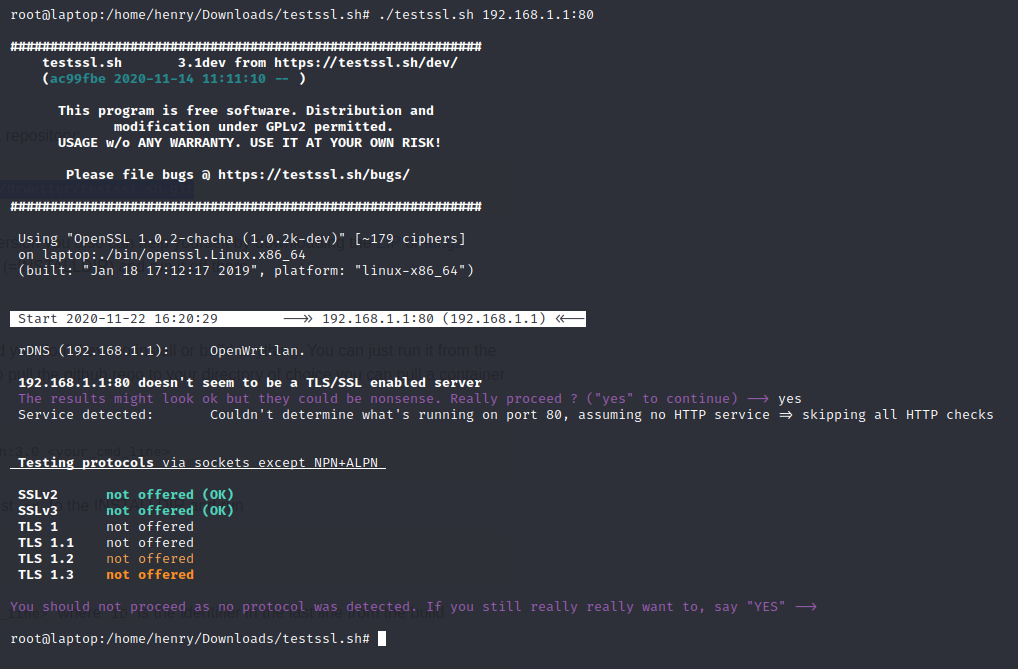 root@laptop:/home/henry/Downloads/testssl.sh# ./testssl.sh 192.168.1.1:80
###########################################################
testssl.sh 3.1dev from https://testssl.sh/dev/
(ac99fbe 2020-11-14 11:11:10 -- )
This program is free software. Distribution and
modification under GPLv2 permitted.
USAGE w/o ANY WARRANTY. USE IT AT YOUR OWN RISK!
Please file bugs @ https://testssl.sh/bugs/
###########################################################
Using "OpenSSL 1.0.2-chacha (1.0.2k-dev)" [~179 ciphers]
on laptop:./bin/openssl.Linux.x86_64
(built: "Jan 18 17:12:17 2019", platform: "linux-x86_64")
Start 2020-11-22 16:20:29 -->> 192.168.1.1:80 (192.168.1.1) <<--
rDNS (192.168.1.1): OpenWrt.lan.
192.168.1.1:80 doesn't seem to be a TLS/SSL enabled server
The results might look ok but they could be nonsense. Really proceed ? ("yes" to continue) --> yes
Service detected: Couldn't determine what's running on port 80, assuming no HTTP service => skipping all HTTP checks
Testing protocols via sockets except NPN+ALPN
SSLv2 not offered (OK)
SSLv3 not offered (OK)
TLS 1 not offered
TLS 1.1 not offered
TLS 1.2 not offered
TLS 1.3 not offered
You should not proceed as no protocol was detected. If you still really really want to, say "YES" -->
root@laptop:/home/henry/Downloads/testssl.sh#